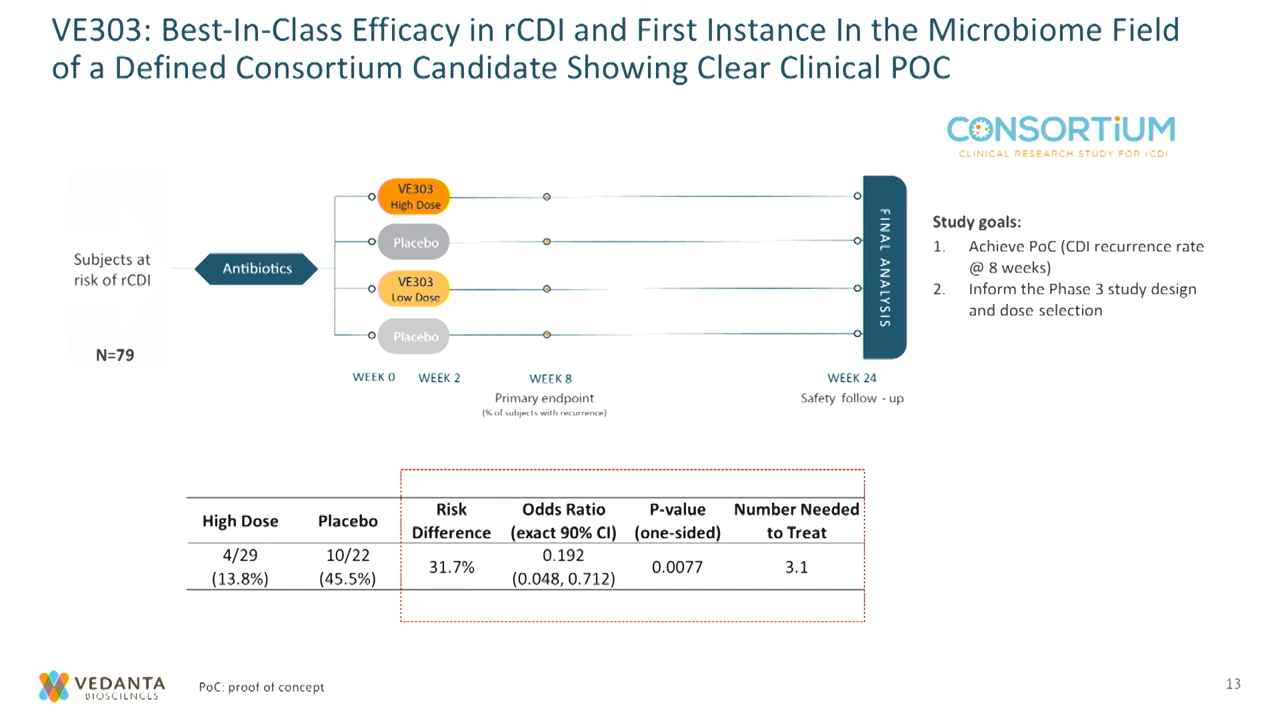 VE303: Best-In-Class Efficacy in rCDI and First Instance In the Microbiome Field
of a Defined Consortium Candidate Showing Clear Clinical POC
CONSORTiUM
CLINICAL RESEARCH STUDY FOR rCDI
Subjects at
risk of rCDI
N=79
Antibiotics
VE303
High Dose
Placebo
VE303
Low Dose
Placebo
FINAL ANALYSIS
WEEK 0
WEEK 2
WEEK 8
Primary endpoint
(% of subjects with recurrence)
WEEK 24
Safety follow - up
Study goals:
1. Achieve PoC (CDI recurrence rate
@ 8 weeks)
2. Inform the Phase 3 study design
and dose selection
High Dose Placebo Risk Difference Odds Ratio (exact 90% CI) P-value (one-sided) Number Needed to Treat
4/29 (13.8%) 10/22 (45.5%) 31.7% 0.192 (0.048, 0.712) 0.0077 3.1
VEDANTA
BIOSCIENCES
PoC: proof of concept
13